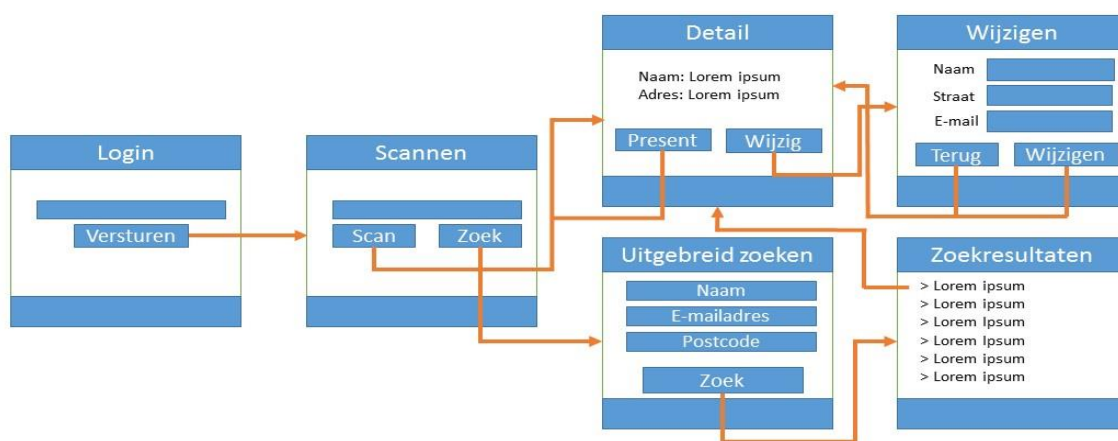 Login
Versturen
Scannen
Scan
Zoek
Detail
Naam: Lorem ipsum
Adres: Lorem ipsum
Present
Wijzig
Wijzigen
Naam
Straat
E-mail
Terug
Wijzigen
Uitgebreid zoeken
Naam
E-mailadres
Postcode
Zoek
Zoekresultaten
> Lorem ipsum
> Lorem ipsum
> Lorem Ipsum
> Lorem Ipsum
> Lorem ipsum
> Lorem ipsum